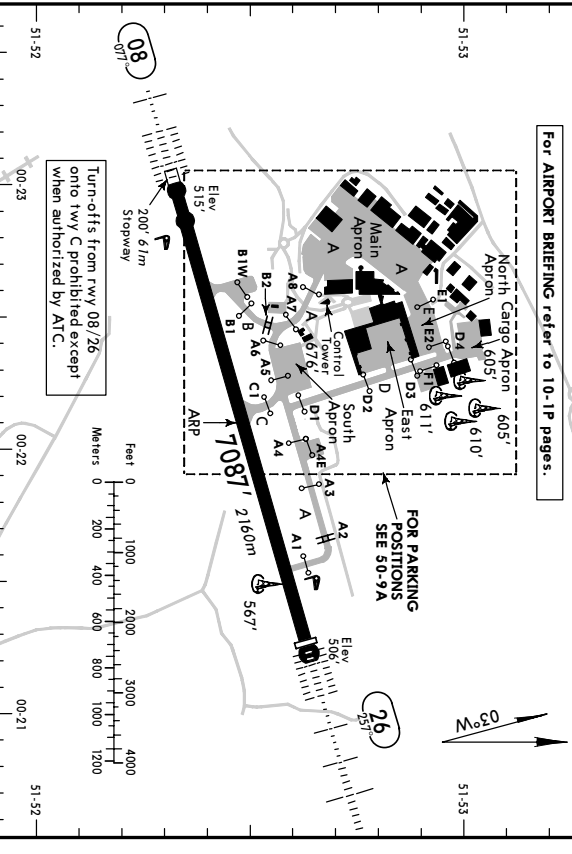 51-52
51-53
For AIRPORT BRIEFING refer to 10-1P pages.
08
077°
00-23
Elev
515'
200' 61m
Stopway
Turn-offs from rwy 08/26
onto twy C prohibited except
when authorized by ATC.
Main
Apron
A
A
North Cargo Apron
Apron
E1
E
E2
D4
605'
605'
610'
611'
F1
D3
D2
D
East
Apron
Control
Tower
676'
A8
A7
A
B2
B1W
B
B1
A6
A5
C1
C
D1
South
Apron
A4
A4E
A3
A
A2
A1
ARP
7087' 2160m
00-22
FOR PARKING
POSITIONS
SEE 50-9A
567'
Elev
506'
26
257°
03°W
Feet 0 1000 2000 3000 4000
Meters 0 200 400 600 800 1000 1200
00-21
51-52
51-53